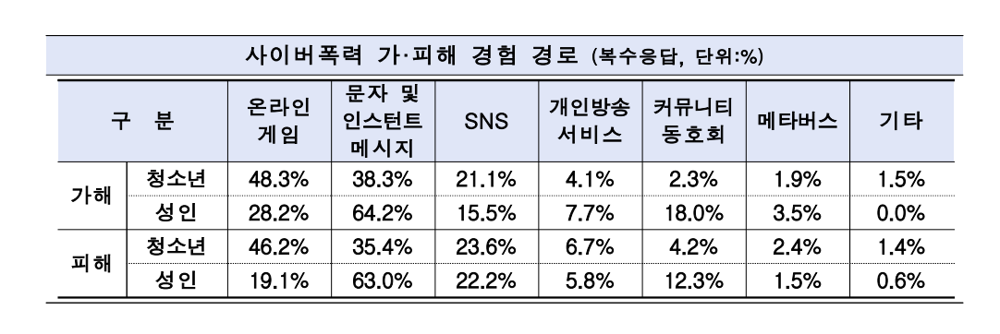 사이버폭력 가·피해 경험 경로 (복수응답, 단위:%)
구 분 온라인 게임 문자 및 인스턴트 메시지 SNS 개인방송 서비스 커뮤니티 동호회 메타버스 기타
가해 청소년 48.3% 38.3% 21.1% 4.1% 2.3% 1.9% 1.5%
성인 28.2% 64.2% 15.5% 7.7% 18.0% 3.5% 0.0%
피해 청소년 46.2% 35.4% 23.6% 6.7% 4.2% 2.4% 1.4%
성인 19.1% 63.0% 22.2% 5.8% 12.3% 1.5% 0.6%